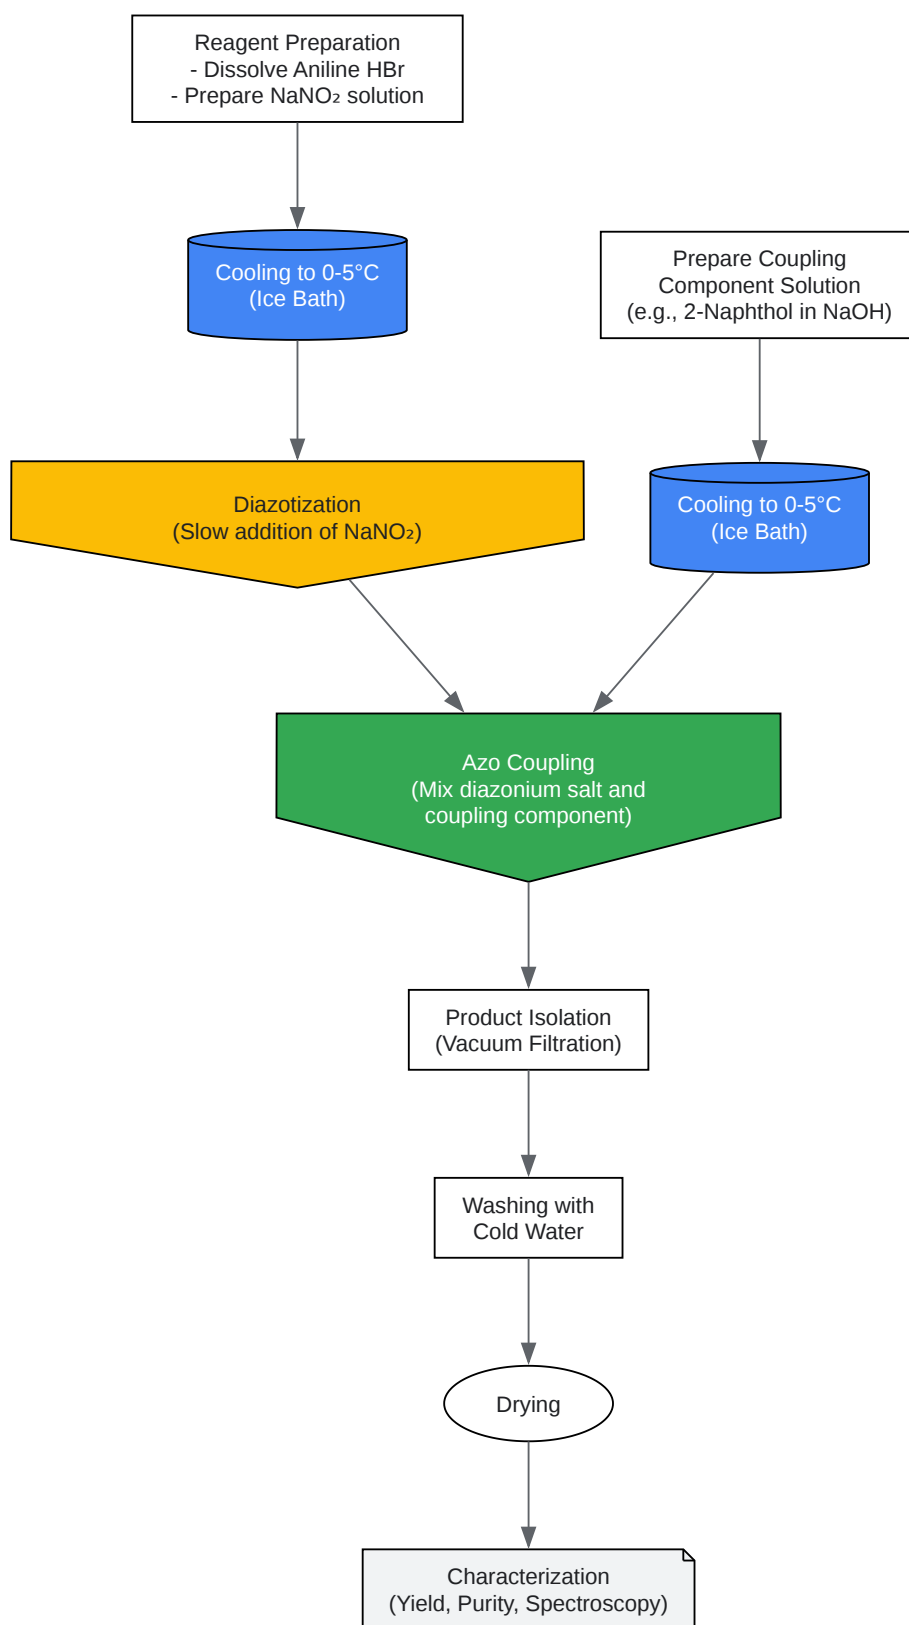 Reagent Preparation
- Dissolve Aniline HBr
- Prepare NaNO₂ solution
Cooling to 0-5°C
(Ice Bath)
Prepare Coupling
Component Solution
(e.g., 2-Naphthol in NaOH)
Diazotization
(Slow addition of NaNO₂)
Cooling to 0-5°C
(Ice Bath)
Azo Coupling
(Mix diazonium salt and
coupling component)
Product Isolation
(Vacuum Filtration)
Washing with
Cold Water
Drying
Characterization
(Yield, Purity, Spectroscopy)